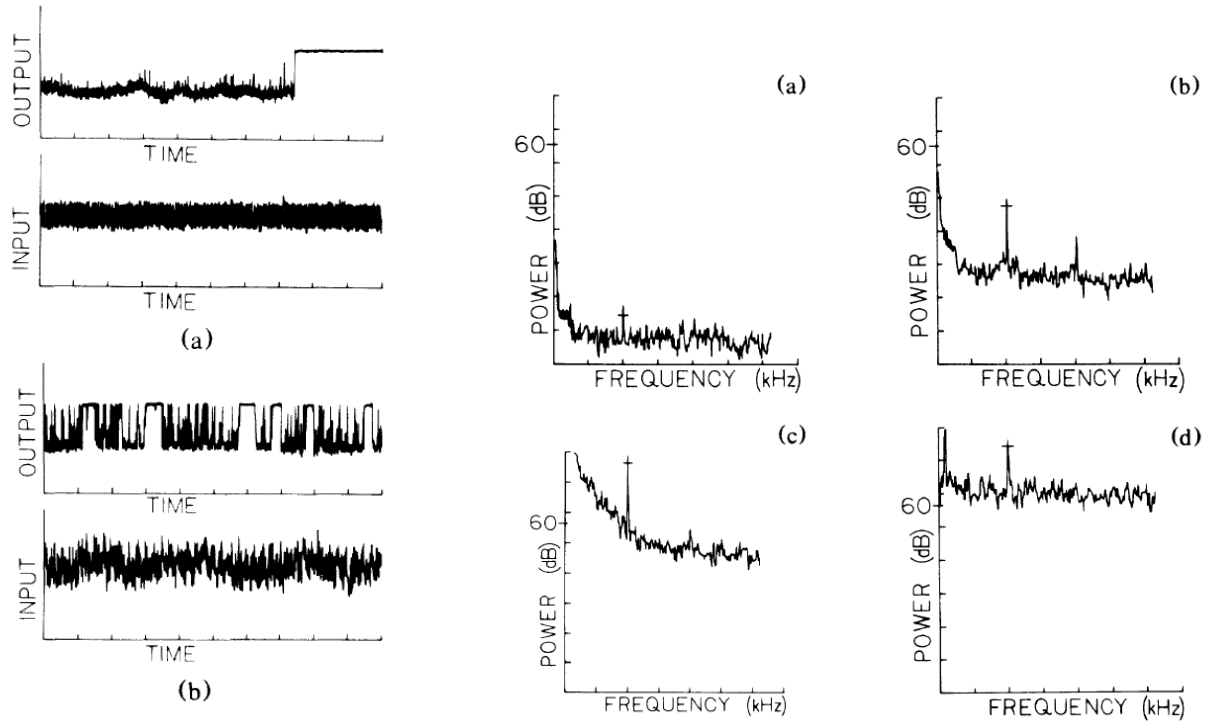 OUTPUT
TIME
INPUT
TIME
(a)
OUTPUT
TIME
INPUT
TIME
(b)
(a)
60
POWER (dB)
FREQUENCY (kHz)
(b)
60
POWER (dB)
FREQUENCY (kHz)
(c)
60
POWER (dB)
FREQUENCY (kHz)
(d)
60
POWER (dB)
FREQUENCY (kHz)